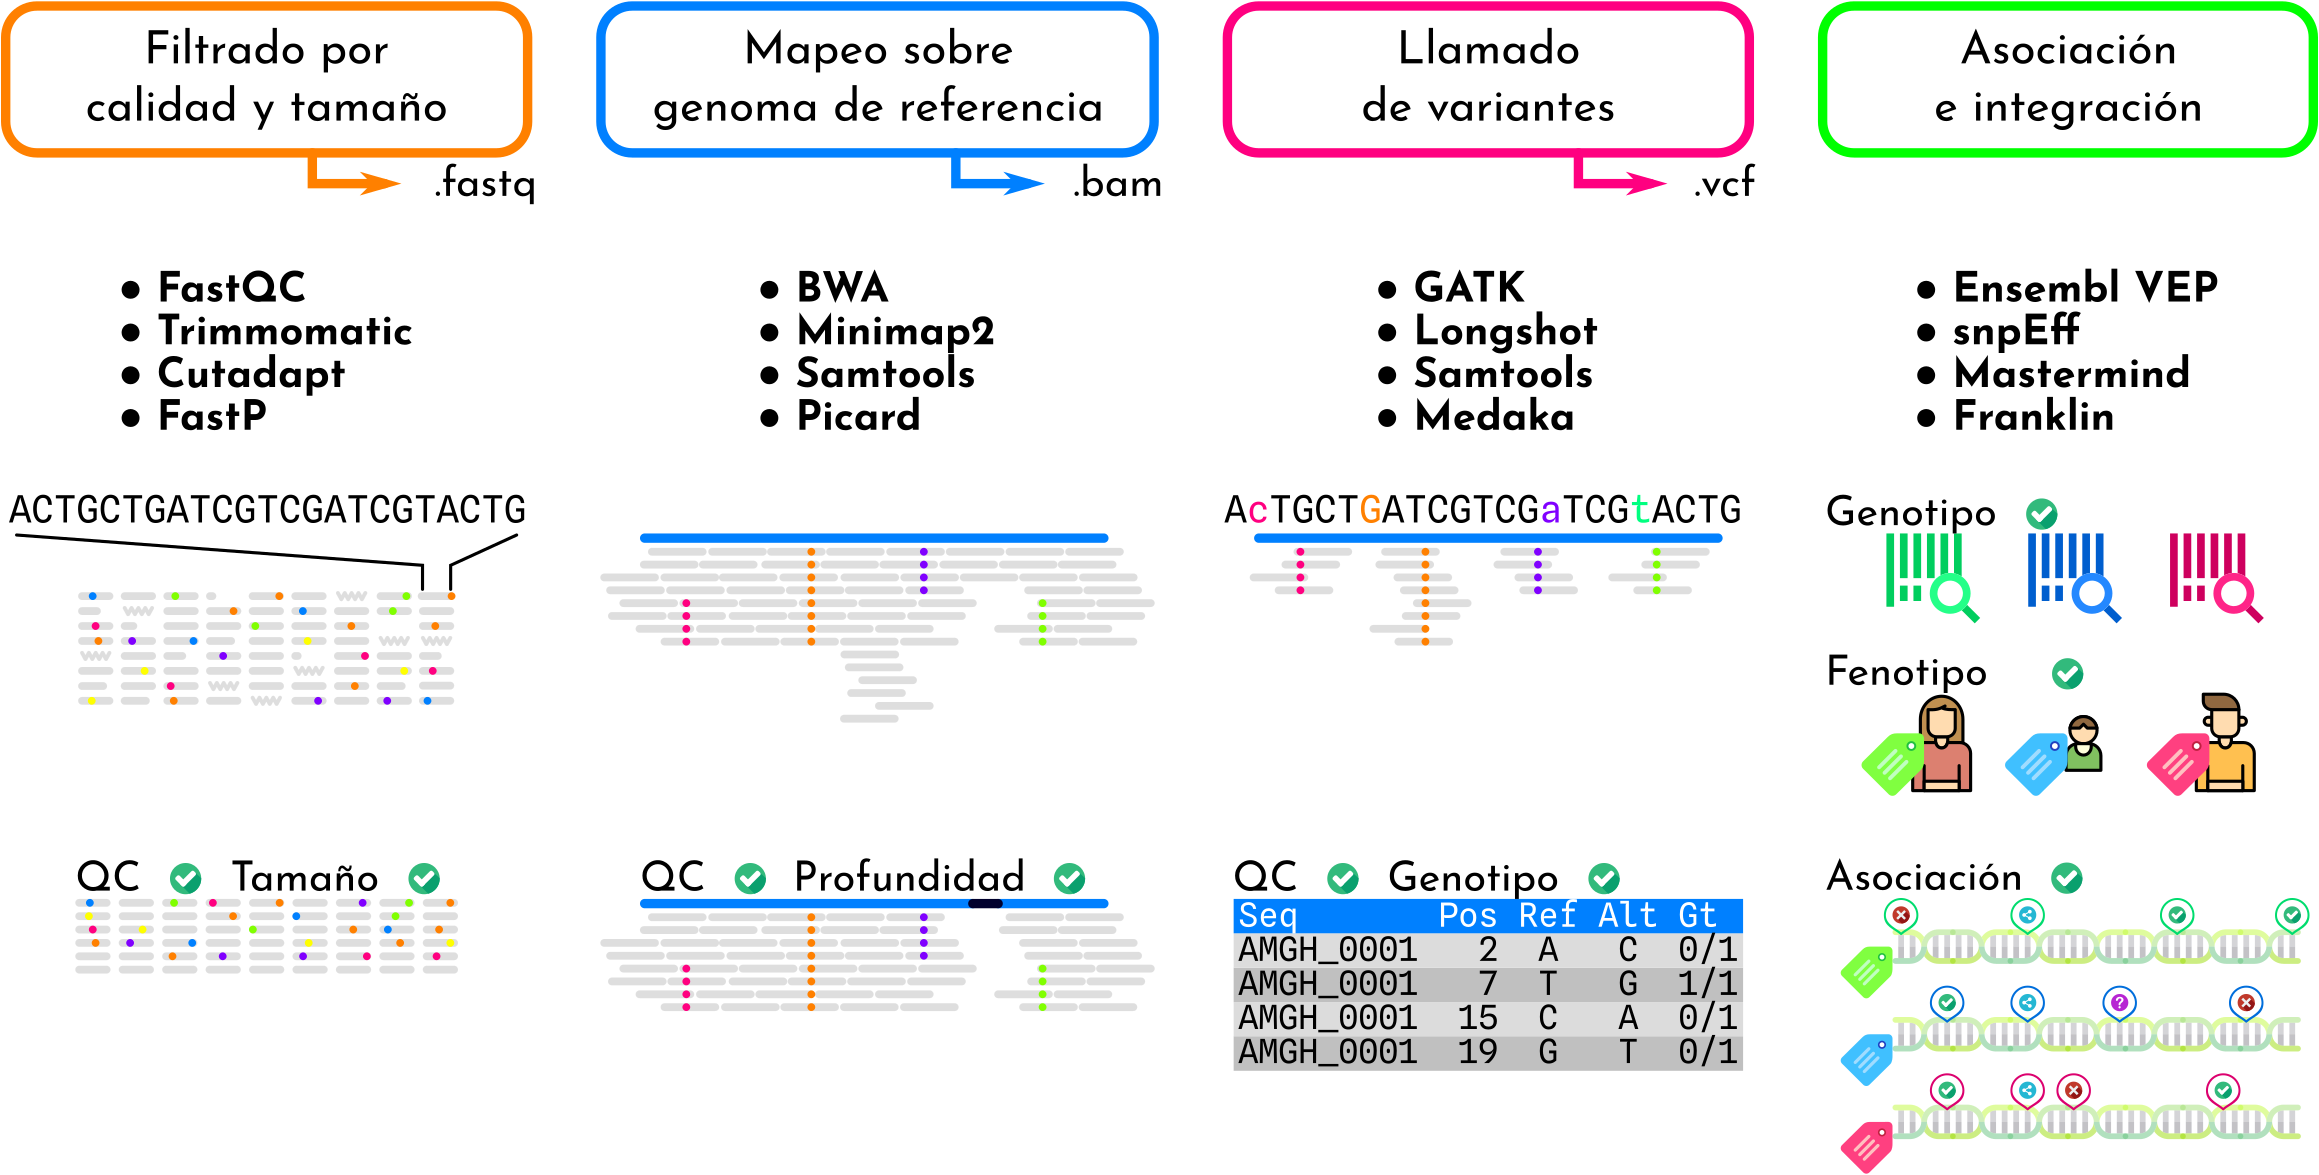 Filtrado por
calidad y tamaño
.fastq
• FastQC
• Trimmomatic
• Cutadapt
• FastP
ACTGCTGATCGTCGATCGTACTG
QC Tamaño
Mapeo sobre
genoma de referencia
.bam
• BWA
• Minimap2
• Samtools
• Picard
QC Profundidad
Llamado
de variantes
.vcf
• GATK
• Longshot
• Samtools
• Medaka
AcTGCTGATCGTCGaTCGtACTG
QC Genotipo
Seq Pos Ref Alt Gt
AMGH_0001 2 A C 0/1
AMGH_0001 7 T G 1/1
AMGH_0001 15 C A 0/1
AMGH_0001 19 G T 0/1
Asociación
e integración
• Ensembl VEP
• snpEff
• Mastermind
• Franklin
Genotipo
Fenotipo
Asociación
?